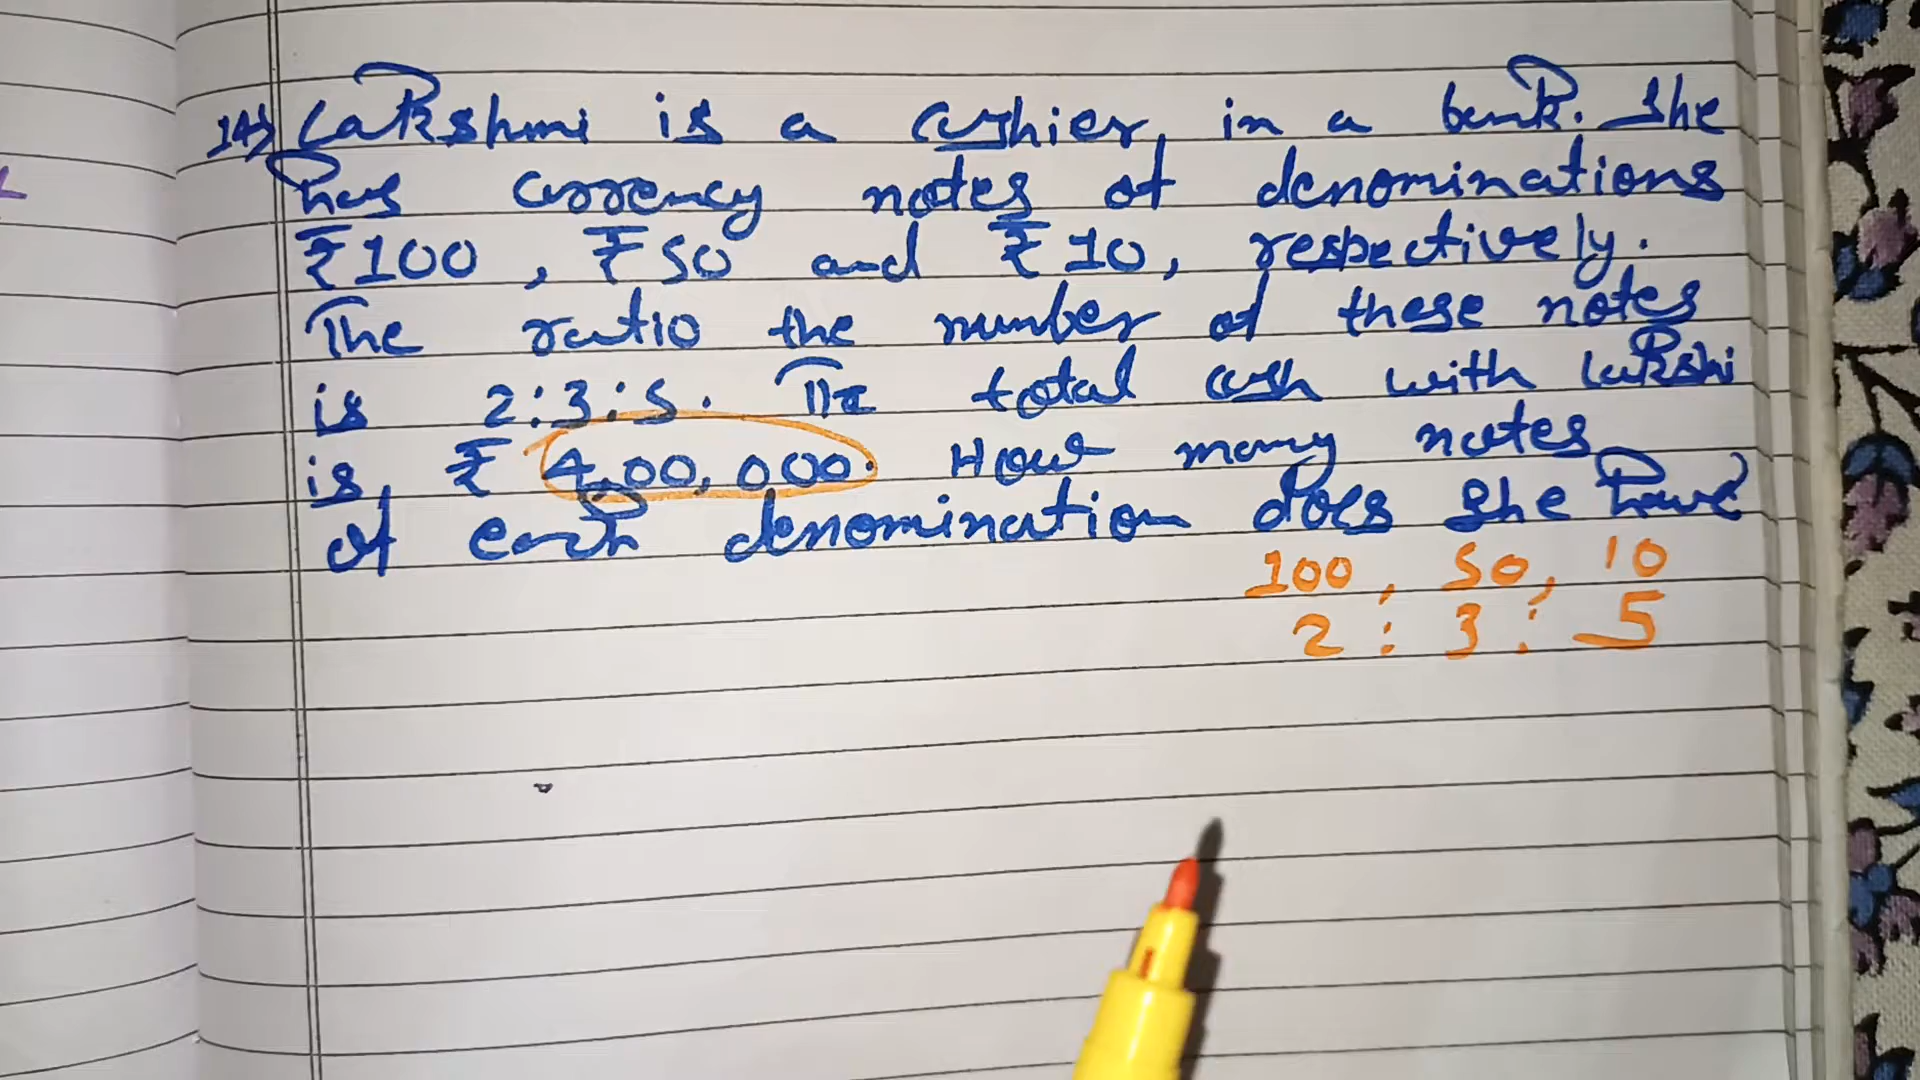 14) Lakshmi is a cashier in a bank. She
has currency notes of denominations
₹100, ₹50 and ₹10, respectively.
The ratio the number of these notes
is 2:3:5. The total cash with Lakshi
is, ₹ 4,00,000. How many notes
of each denomination does she have?
100, 50, 10
2 : 3 : 5